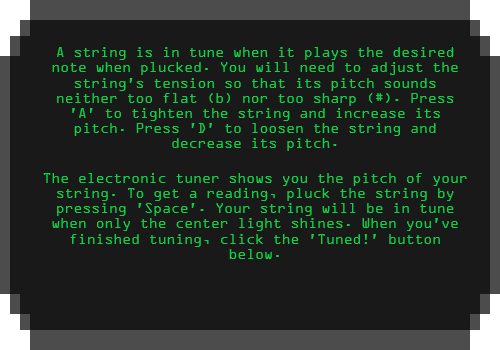 A string is in tune when it plays the desired
note when plucked. You will need to adjust the
string's tension so that its pitch sounds
neither too flat (b) nor too sharp (#). Press
'A' to tighten the string and increase its
pitch. Press 'D' to loosen the string and
decrease its pitch.
The electronic tuner shows you the pitch of your
string. To get a reading, pluck the string by
pressing 'Space'. Your string will be in tune
when only the center light shines. When you've
finished tuning, click the 'Tuned!' button
below.